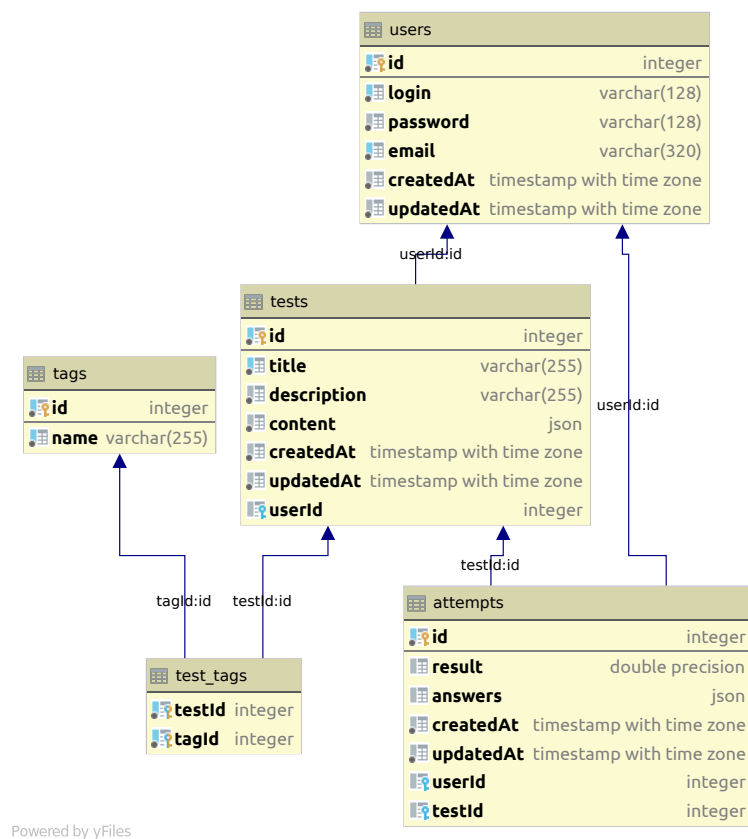 users
id integer
login varchar(128)
password varchar(128)
email varchar(320)
createdAt timestamp with time zone
updatedAt timestamp with time zone
userId:id
tests
id integer
title varchar(255)
description varchar(255)
content json
createdAt timestamp with time zone
updatedAt timestamp with time zone
userId integer
tags
id integer
name varchar(255)
userId:id
testId:id
tagId:id
testId:id
attempts
id integer
result double precision
answers json
createdAt timestamp with time zone
updatedAt timestamp with time zone
userId integer
testId integer
test_tags
testId integer
tagId integer
Powered by yFiles